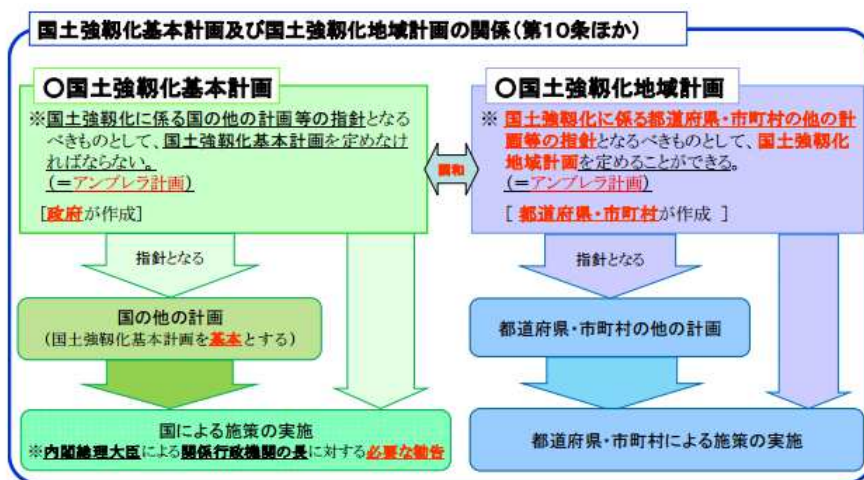 国土強靱化基本計画及び国土強靱化地域計画の関係(第10条ほか)
〇国土強靱化基本計画
※国土強靱化に係る国の他の計画等の指針となる
べきものとして、国土強靱化基本計画を定めなけ
ればならない。
(=アンブレラ計画)
[政府が作成]
調和
〇国土強靱化地域計画
※ 国土強靱化に係る都道府県・市町村の他の計
画等の指針となるべきものとして、国土強靱化
地域計画を定めることができる。
(=アンブレラ計画)
[ 都道府県・市町村が作成 ]
指針となる
国の他の計画
(国土強靱化基本計画を基本とする)
国による施策の実施
※内閣総理大臣による関係行政機関の長に対する必要な勧告
指針となる
都道府県・市町村の他の計画
都道府県・市町村による施策の実施